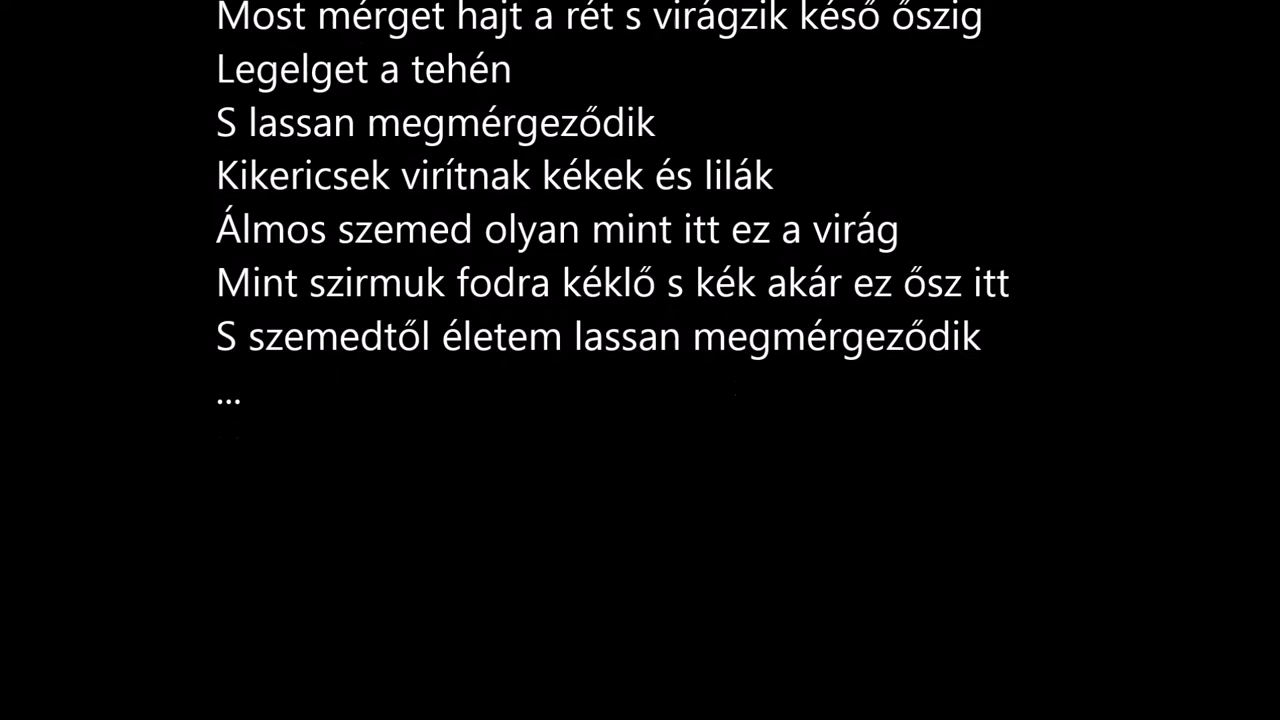 Most mérget hajt a rét s virágzik késő őszig
Legelget a tehén
S lassan megmérgeződik
Kikericsek virítnak kékek és lilák
Álmos szemed olyan mint itt ez a virág
Mint szirmuk fodra kéklő s kék akár ez ősz itt
S szemedtől életem lassan megmérgeződik
...